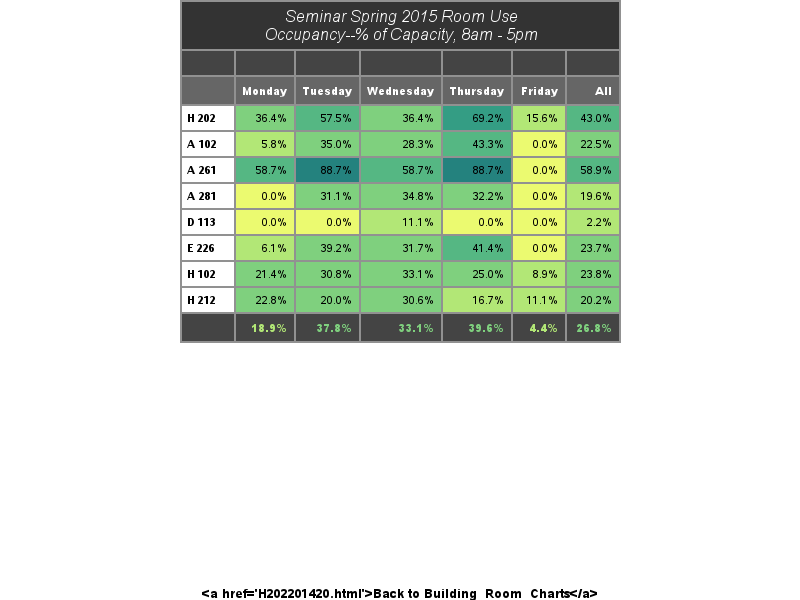 Seminar Spring 2015 Room Use
Occupancy--% of Capacity, 8am - 5pm
Monday Tuesday Wednesday Thursday Friday All
H 202 36.4% 57.5% 36.4% 69.2% 15.6% 43.0%
A 102 5.8% 35.0% 28.3% 43.3% 0.0% 22.5%
A 261 58.7% 88.7% 58.7% 88.7% 0.0% 58.9%
A 281 0.0% 31.1% 34.8% 32.2% 0.0% 19.6%
D 113 0.0% 0.0% 11.1% 0.0% 0.0% 2.2%
E 226 6.1% 39.2% 31.7% 41.4% 0.0% 23.7%
H 102 21.4% 30.8% 33.1% 25.0% 8.9% 23.8%
H 212 22.8% 20.0% 30.6% 16.7% 11.1% 20.2%
18.9% 37.8% 33.1% 39.6% 4.4% 26.8%
<a href='H202201420.html'>Back to Building_Room_Charts</a>